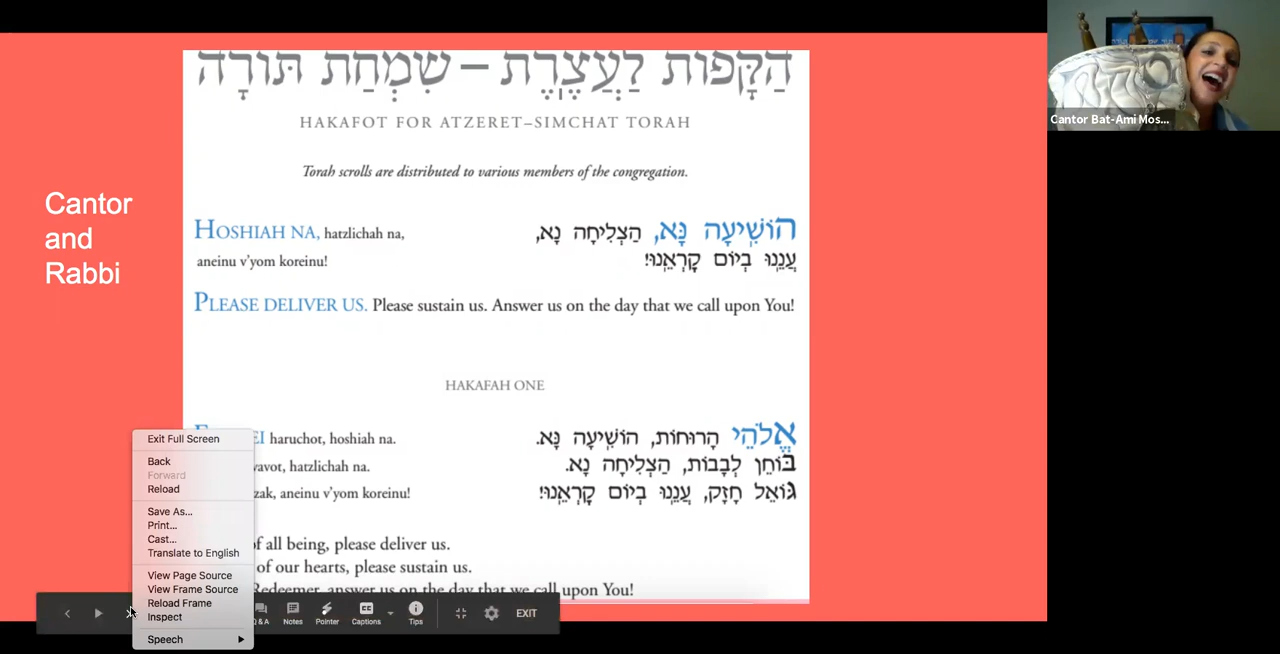 הַקָּפוֹת לַעֲצֶֽרֶת – שִׂמְחַת תּוֹרָה
HAKAFOT FOR ATZERET–SIMCHAT TORAH
Torah scrolls are distributed to various members of the congregation.
Cantor
and
Rabbi
HOSHIAH NA, hatzlichah na,
aneinu v'yom koreinu!
הוֹשִֽׁיעָה נָּא, הַצְלִיחָה נָא,
עֲנֵֽנוּ בְיוֹם קׇרְאֵֽנוּ!
PLEASE DELIVER US. Please sustain us. Answer us on the day that we call upon You!
HAKAFAH ONE
EI haruchot, hoshiah na.
vavot, hatzlichah na.
zak, aneinu v'yom koreinu!
אֱלֹהֵי הָרוּחוֹת, הוֹשִֽׁיעָה נָּא.
בּוֹחֵן לְבָבוֹת, הַצְלִיחָה נָא.
גּוֹאֵל חָזָק, עֲנֵֽנוּ בְיוֹם קׇרְאֵֽנוּ!
of all being, please deliver us.
of our hearts, please sustain us.
Redeemer, answer us on the day that we call upon You!
Exit Full Screen
Back
Forward
Reload
Save As...
Print...
Cast...
Translate to English
View Page Source
View Frame Source
Reload Frame
Inspect
Speech
Q & A
Notes
Pointer
CC
Captions
Tips
EXIT
Cantor Bat-Ami Mos...